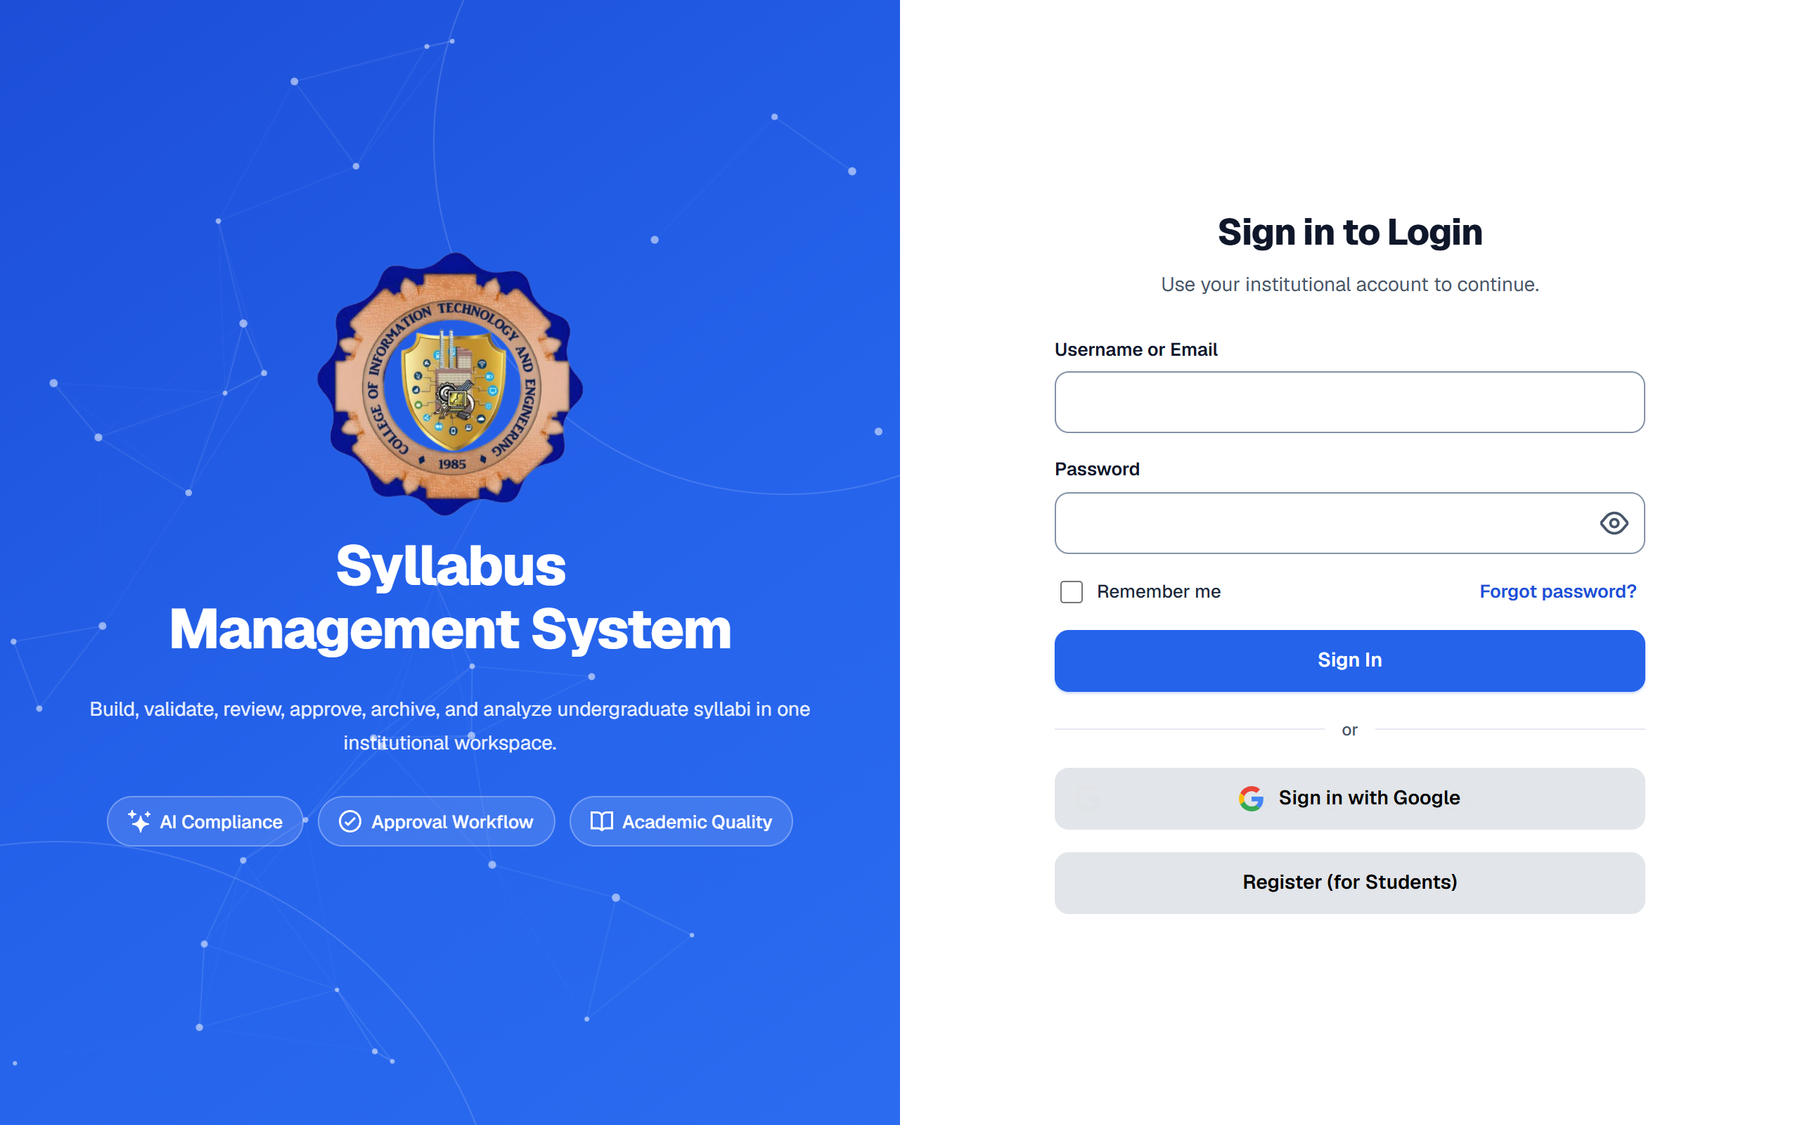 COLLEGE OF INFORMATION TECHNOLOGY AND ENGINEERING
1985
Syllabus
Management System
Build, validate, review, approve, archive, and analyze undergraduate syllabi in one
institutional workspace.
AI Compliance
Approval Workflow
Academic Quality
Sign in to Login
Use your institutional account to continue.
Username or Email
Password
Remember me
Forgot password?
Sign In
or
Sign in with Google
Register (for Students)